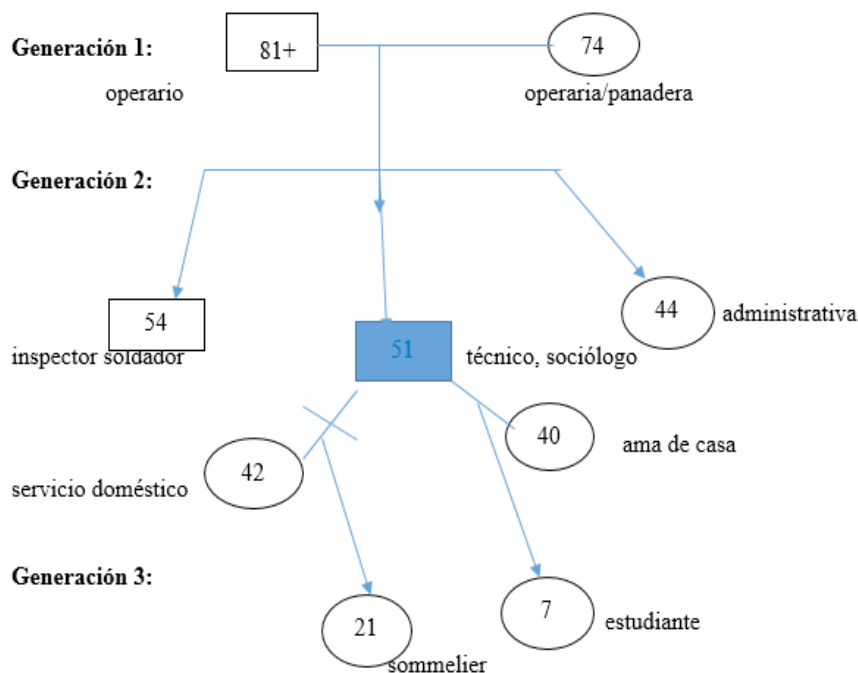 Generación 1:
81+
74
operario
operaria/panadera
Generación 2:
54
44
administrativa
inspector soldador
51
técnico, sociólogo
40
ama de casa
42
servicio doméstico
Generación 3:
21
7
estudiante
sommelier